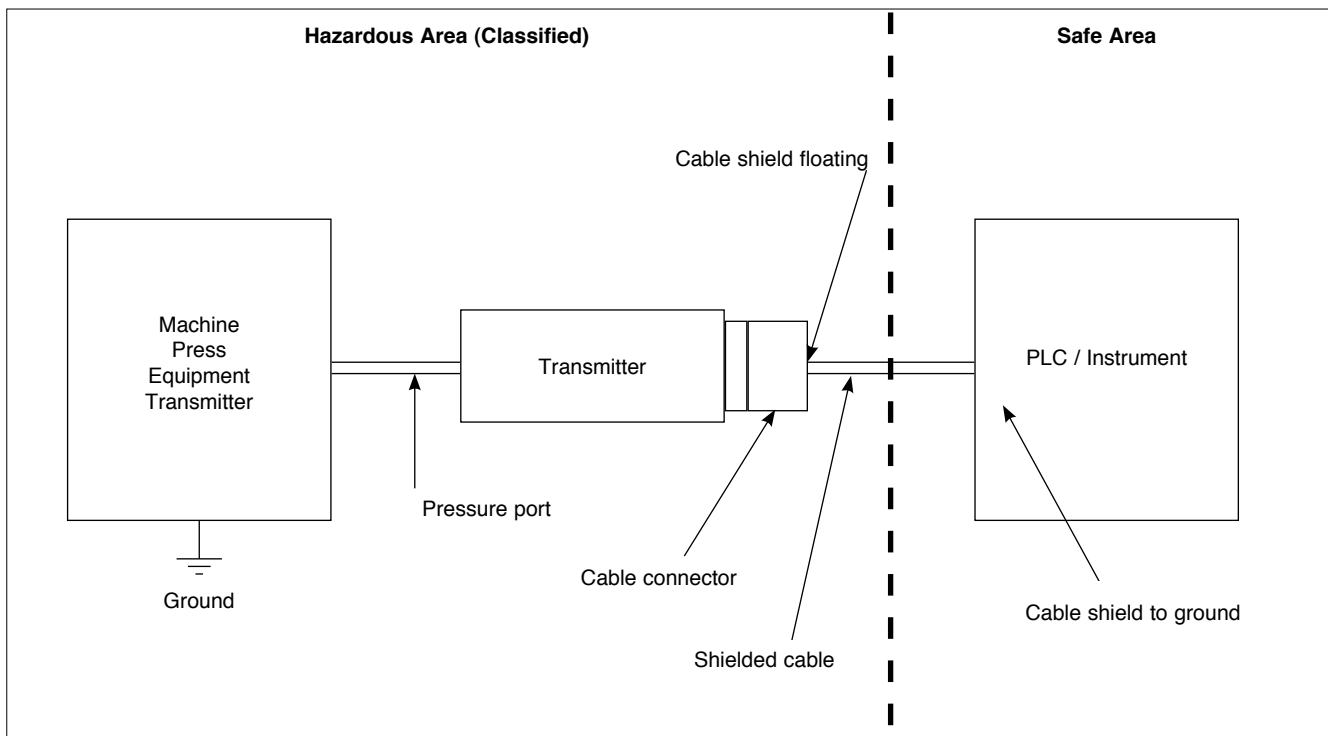 Hazardous Area (Classified)
Safe Area
Cable shield floating
Machine
Press
Equipment
Transmitter
Transmitter
PLC / Instrument
Pressure port
Cable connector
Ground
Cable shield to ground
Shielded cable